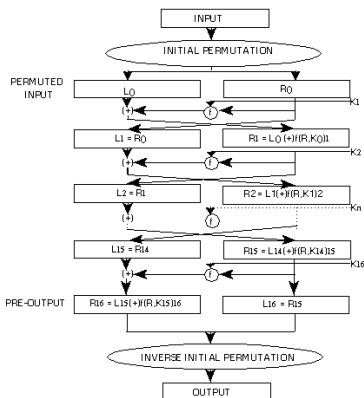 INPUT
INITIAL PERMUTATION
PERMUTED
INPUT
L0
R0
K1
(+)
f
L1 = R0
R1 = L0(+)f(R,K0)1
K2
(+)
f
L2 = R1
R2 = L1(+)f(R,K1)2
Kn
(+)
f
L15 = R14
R15 = L14(+)f(R,K14)15
K16
(+)
f
PRE-OUTPUT
R16 = L15(+)f(R,K15)16
L16 = R15
INVERSE INITIAL PERMUTATION
OUTPUT